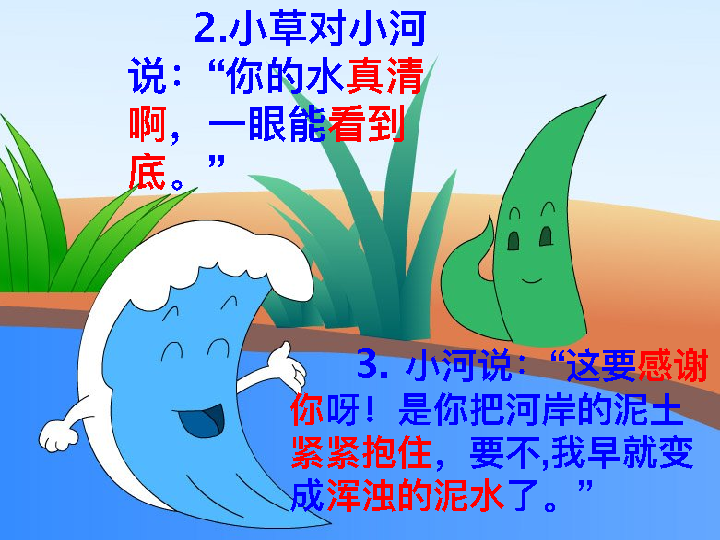 2.小草对小河
说：“你的水真清
啊，一眼能看到
底。”
3. 小河说：“这要感谢
你呀！是你把河岸的泥土
紧紧抱住，要不,我早就变
成浑浊的泥水了。”